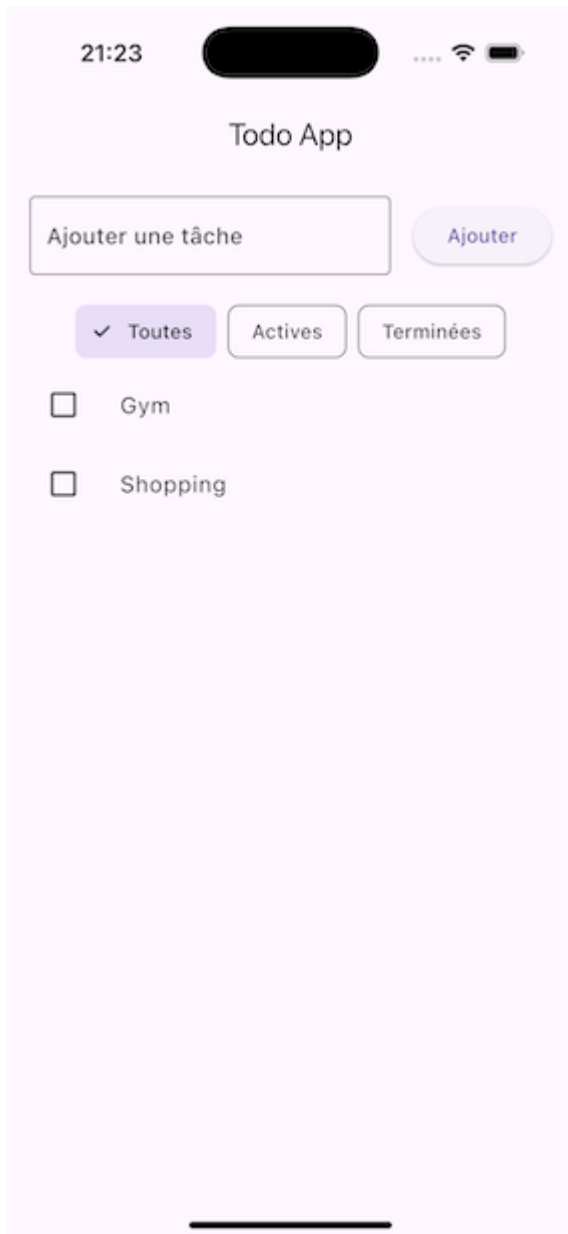 21:23
Todo App
Ajouter une tâche
Ajouter
Toutes
Actives
Terminées
Gym
Shopping